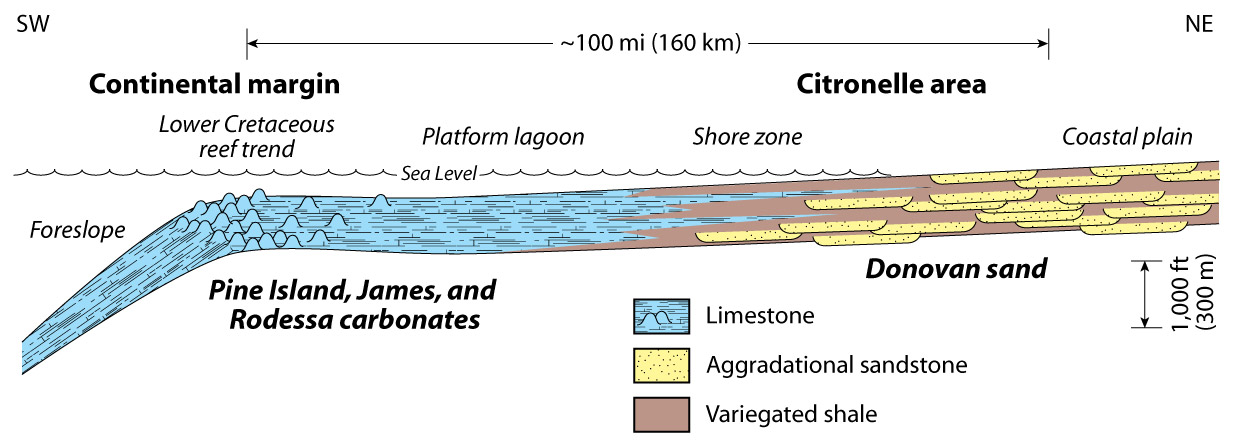 SW
NE
~100 mi (160 km)
Continental margin
Citronelle area
Lower Cretaceous
reef trend
Platform lagoon
Shore zone
Coastal plain
Sea Level
Foreslope
Donovan sand
Pine Island, James, and
Rodessa carbonates
1,000 ft
(300 m)
Limestone
Aggradational sandstone
Variegated shale